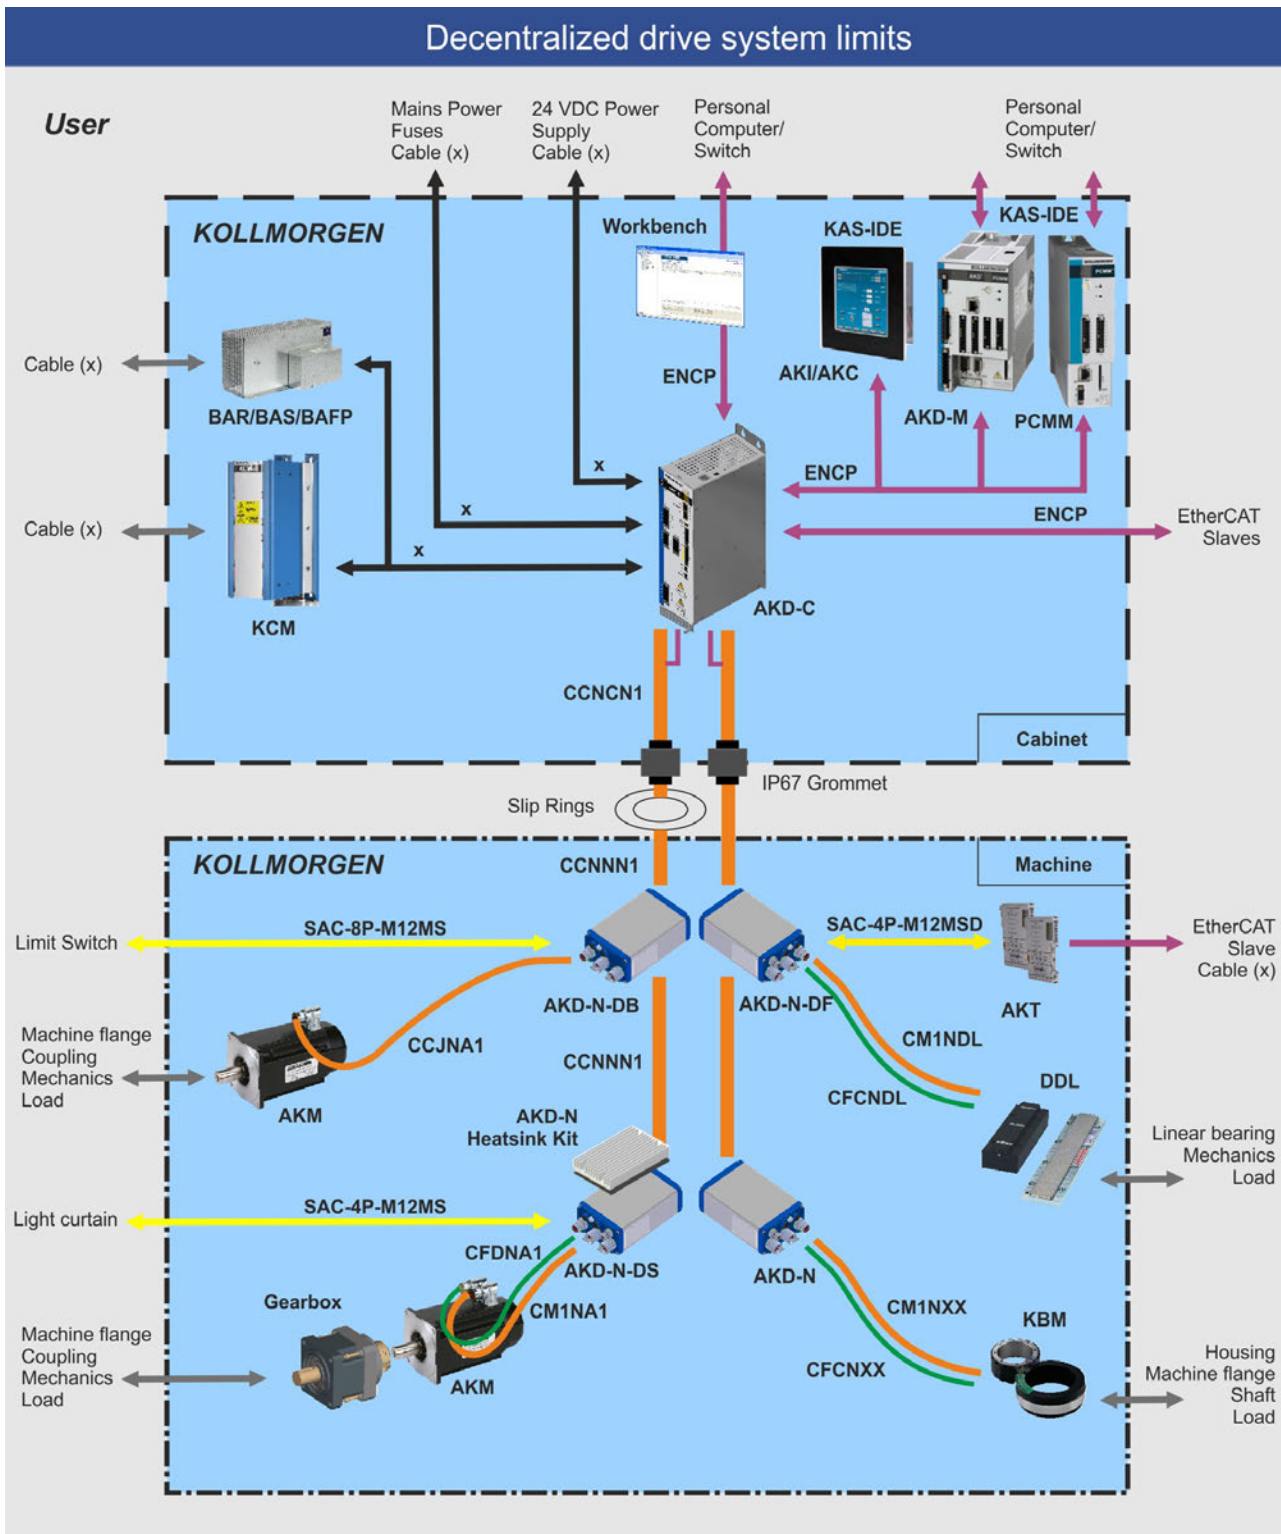 Decentralized drive system limits
User
Mains Power
Fuses
Cable (x)
24 VDC Power
Supply
Cable (x)
Personal
Computer/
Switch
Personal
Computer/
Switch
KOLLMORGEN
Workbench
KAS-IDE
KAS-IDE
Cable (x)
BAR/BAS/BAFP
ENCP
AKI/AKC
AKD-M
PCMM
x
ENCP
Cable (x)
x
ENCP
EtherCAT
Slaves
x
KCM
AKD-C
CCNCN1
Cabinet
IP67 Grommet
Slip Rings
KOLLMORGEN
CCNNN1
Machine
Limit Switch
SAC-8P-M12MS
SAC-4P-M12MSD
EtherCAT
Slave
Cable (x)
AKD-N-DB
AKD-N-DF
AKT
Machine flange
Coupling
Mechanics
Load
CCJNA1
CCNNN1
CM1NDL
CFCNDL
DDL
AKM
AKD-N
Heatsink Kit
Linear bearing
Mechanics
Load
Light curtain
SAC-4P-M12MS
CFDNA1
AKD-N-DS
AKD-N
Gearbox
CM1NA1
CM1NXX
KBM
Machine flange
Coupling
Mechanics
Load
AKM
CFCNXX
Housing
Machine flange
Shaft
Load